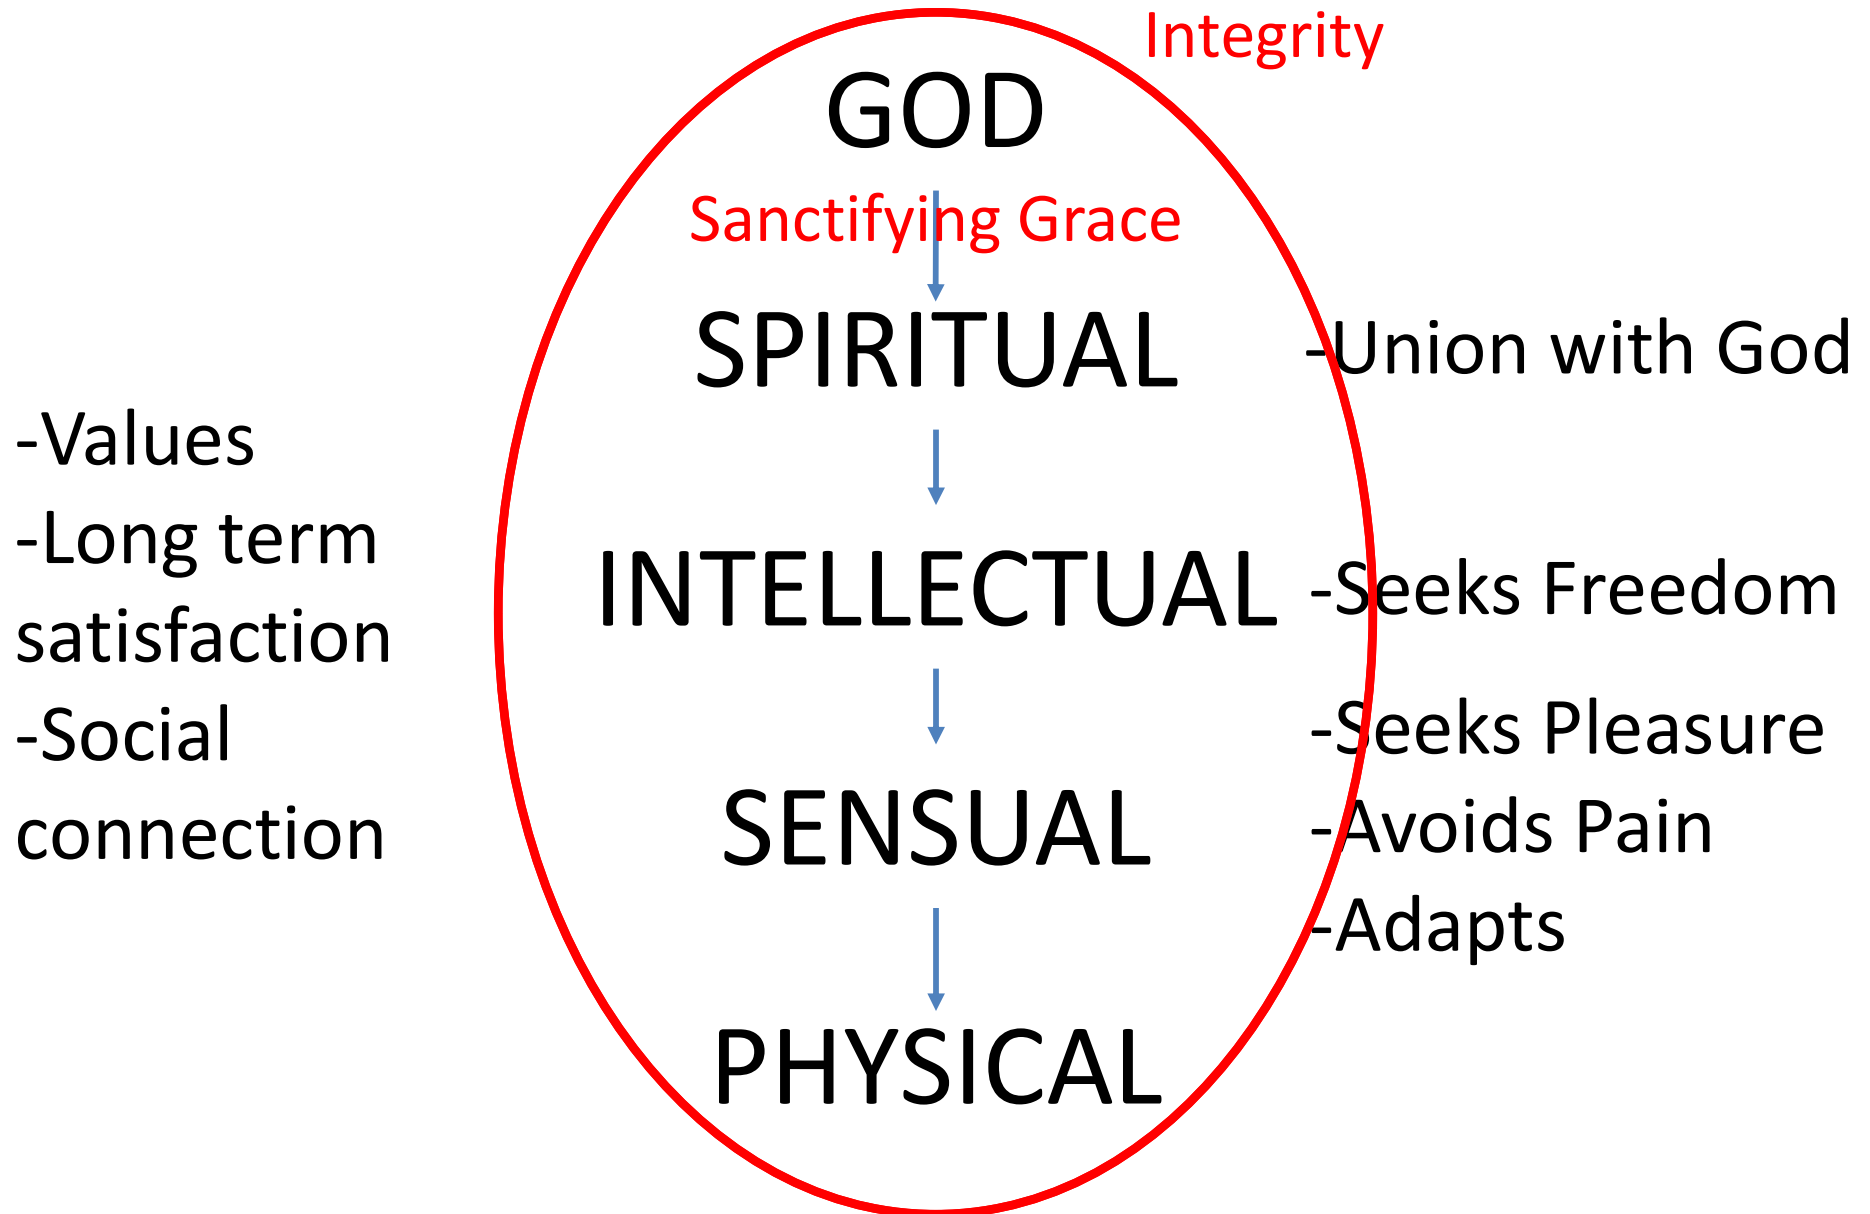 Integrity
GOD
Sanctifying Grace
SPIRITUAL
-Union with God
-Values
-Long term
satisfaction
-Social
connection
INTELLECTUAL
-Seeks Freedom
-Seeks Pleasure
-Avoids Pain
-Adapts
SENSUAL
PHYSICAL